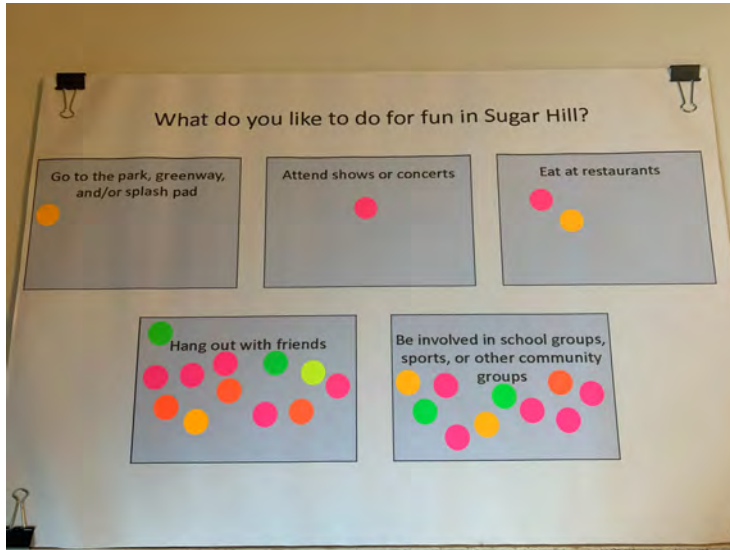 What do you like to do for fun in Sugar Hill?
Go to the park, greenway,
and/or splash pad
Attend shows or concerts
Eat at restaurants
Hang out with friends
Be involved in school groups,
sports, or other community
groups